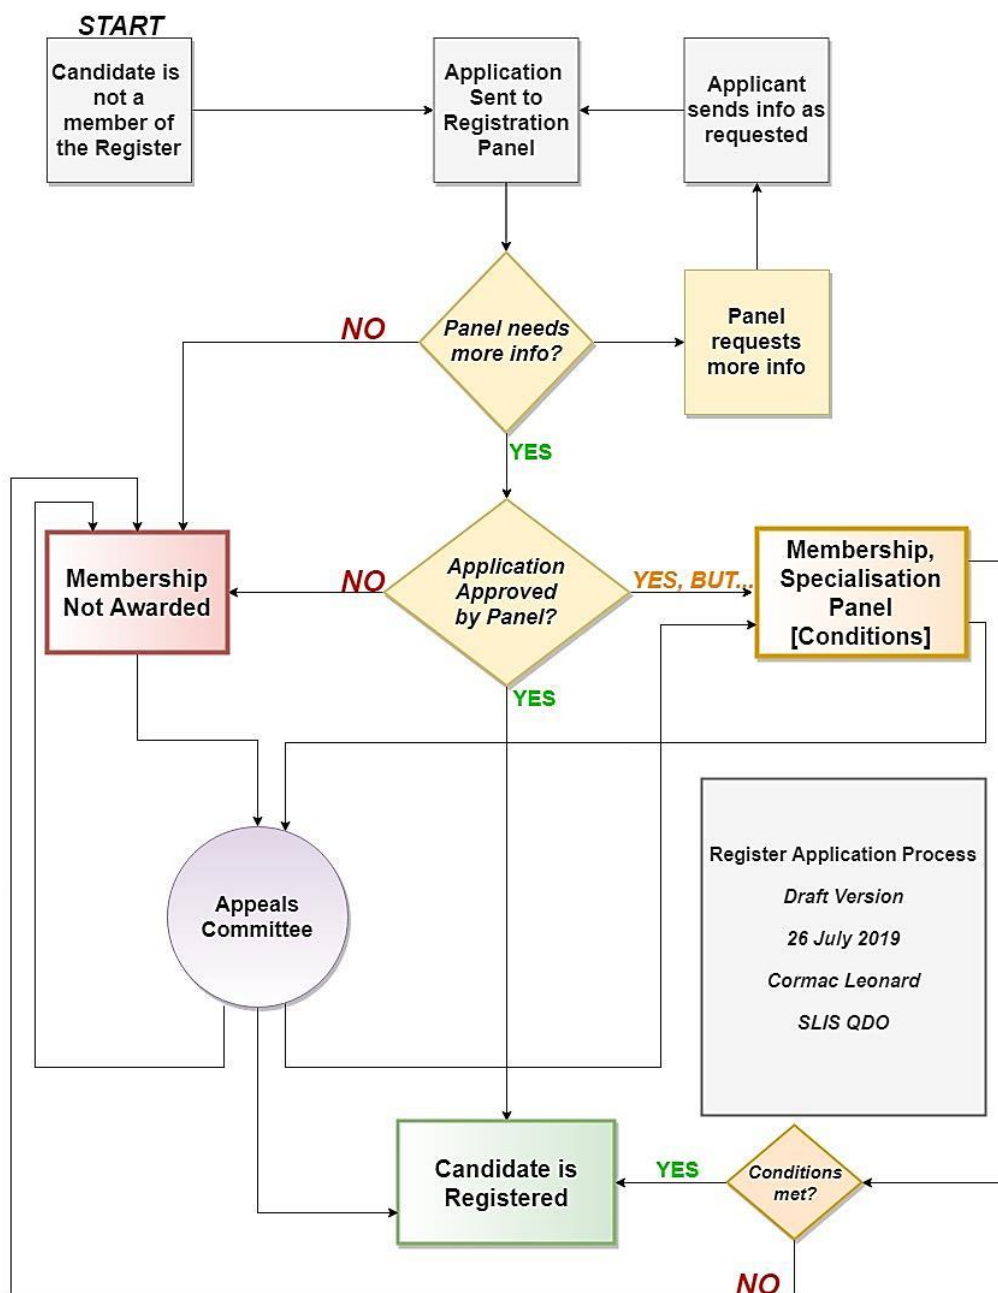 START
Candidate is
not a
member of
the Register
Application
Sent to
Registration
Panel
Applicant
sends info as
requested
NO
Panel needs
more info?
Panel
requests
more info
YES
Membership
Not Awarded
NO
Application
Approved
by Panel?
YES, BUT...
Membership,
Specialisation
Panel
[Conditions]
YES
Register Application Process
Draft Version
26 July 2019
Cormac Leonard
SLIS QDO
Appeals
Committee
Candidate is
Registered
YES
Conditions
met?
NO